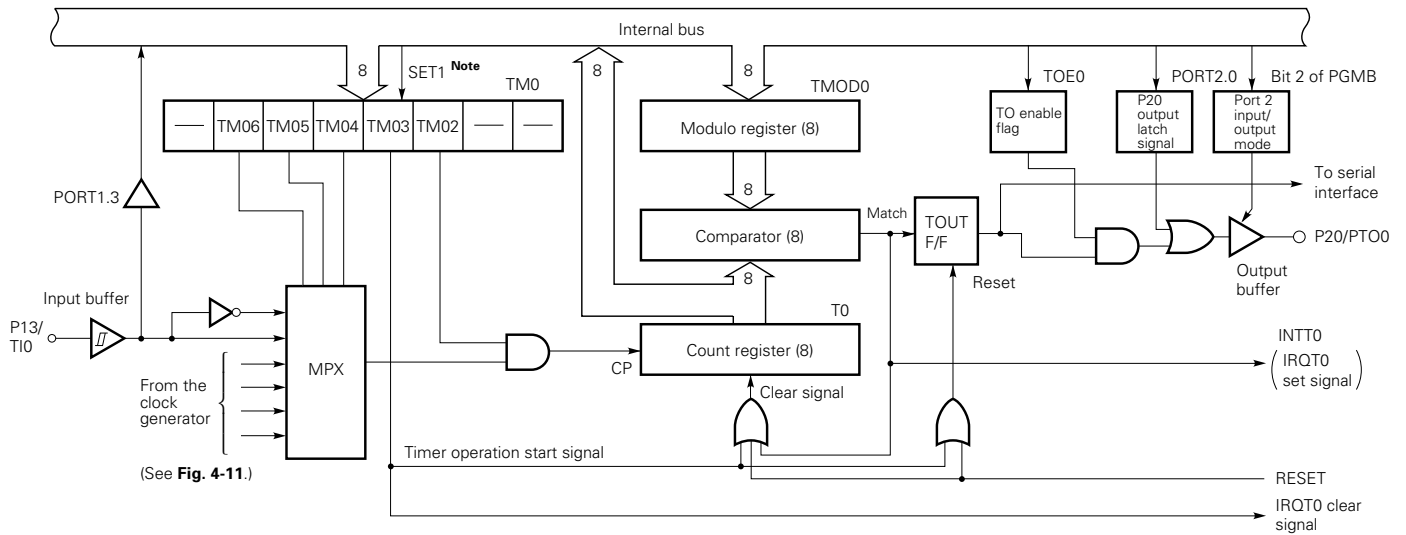 Internal bus
8
SET1 Note
TM0
8
8
TMOD0
TOE0
PORT2.0
Bit 2 of PGMB
TM06
TM05
TM04
TM03
TM02
Modulo register (8)
TO enable
flag
P20
output
latch
signal
Port 2
input/
output
mode
PORT1.3
8
To serial
interface
Comparator (8)
Match
TOUT
F/F
P20/PTO0
8
Reset
Output
buffer
Input buffer
T0
P13/
TI0
INTT0
IRQT0
set signal
MPX
CP
Count register (8)
From the
clock
generator
Clear signal
(See Fig. 4-11.)
Timer operation start signal
RESET
IRQT0 clear
signal